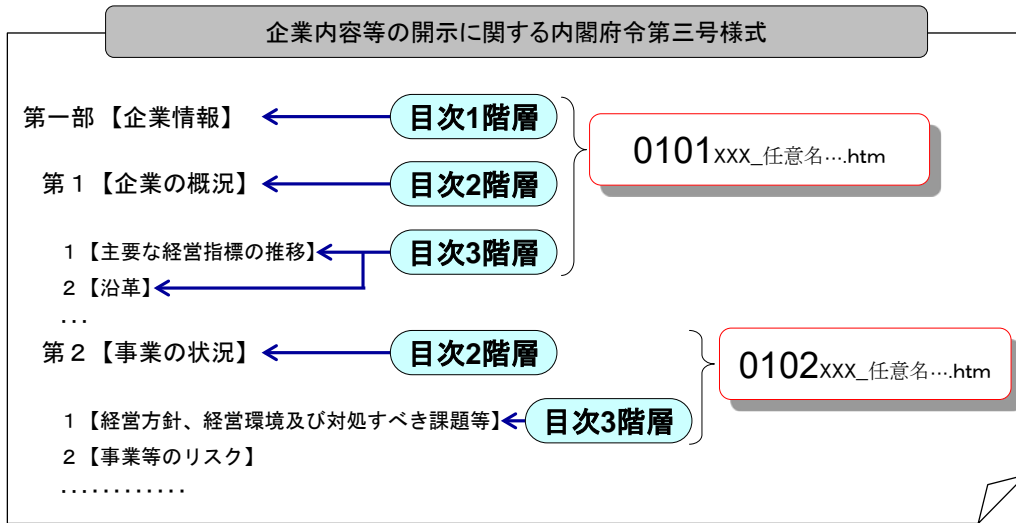 企業内容等の開示に関する内閣府令第三号様式
第一部【企業情報】
目次1階層
0101XXX_任意名….htm
第１【企業の概況】
目次2階層
１【主要な経営指標の推移】
目次3階層
２【沿革】
・・・
第２【事業の状況】
目次2階層
0102XXX_任意名….htm
１【経営方針、経営環境及び対処すべき課題等】
目次3階層
２【事業等のリスク】
・・・・・・・・・・・・